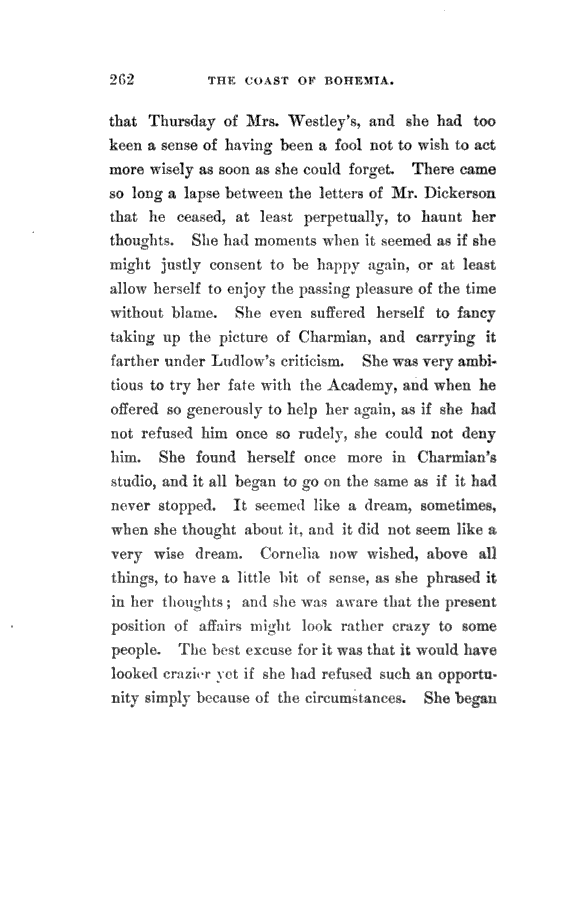 262 THE COAST OF BOHEMIA.
that Thursday of Mrs. Westley's, and she had too
keen a sense of having been a fool not to wish to act
more wisely as soon as she could forget. There came
so long a lapse between the letters of Mr. Dickerson
that he ceased, at least perpetually, to haunt her
thoughts. She had moments when it seemed as if she
might justly consent to be happy again, or at least
allow herself to enjoy the passing pleasure of the time
without blame. She even suffered herself to fancy
taking up the picture of Charmian, and carrying it
farther under Ludlow's criticism. She was very ambi-
tious to try her fate with the Academy, and when he
offered so generously to help her again, as if she had
not refused him once so rudely, she could not deny
him. She found herself once more in Charmian's
studio, and it all began to go on the same as if it had
never stopped. It seemed like a dream, sometimes,
when she thought about it, and it did not seem like a
very wise dream. Cornelia now wished, above all
things, to have a little bit of sense, as she phrased it
in her thoughts; and she was aware that the present
position of affairs might look rather crazy to some
people. The best excuse for it was that it would have
looked crazier yet if she had refused such an opportu-
nity simply because of the circumstances. She began